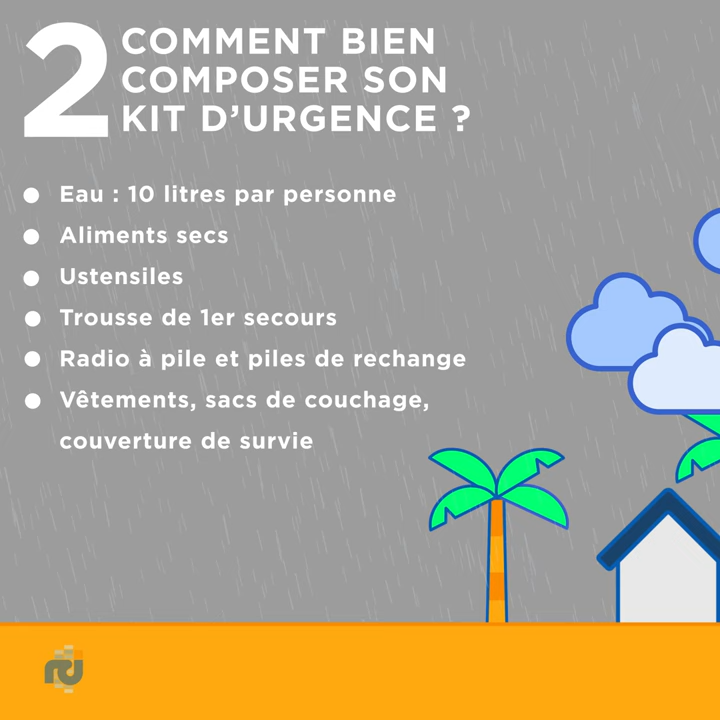 2
COMMENT BIEN
COMPOSER SON
KIT D'URGENCE ?
Eau : 10 litres par personne
Aliments secs
Ustensiles
Trousse de 1er secours
Radio à pile et piles de rechange
Vêtements, sacs de couchage,
couverture de survie